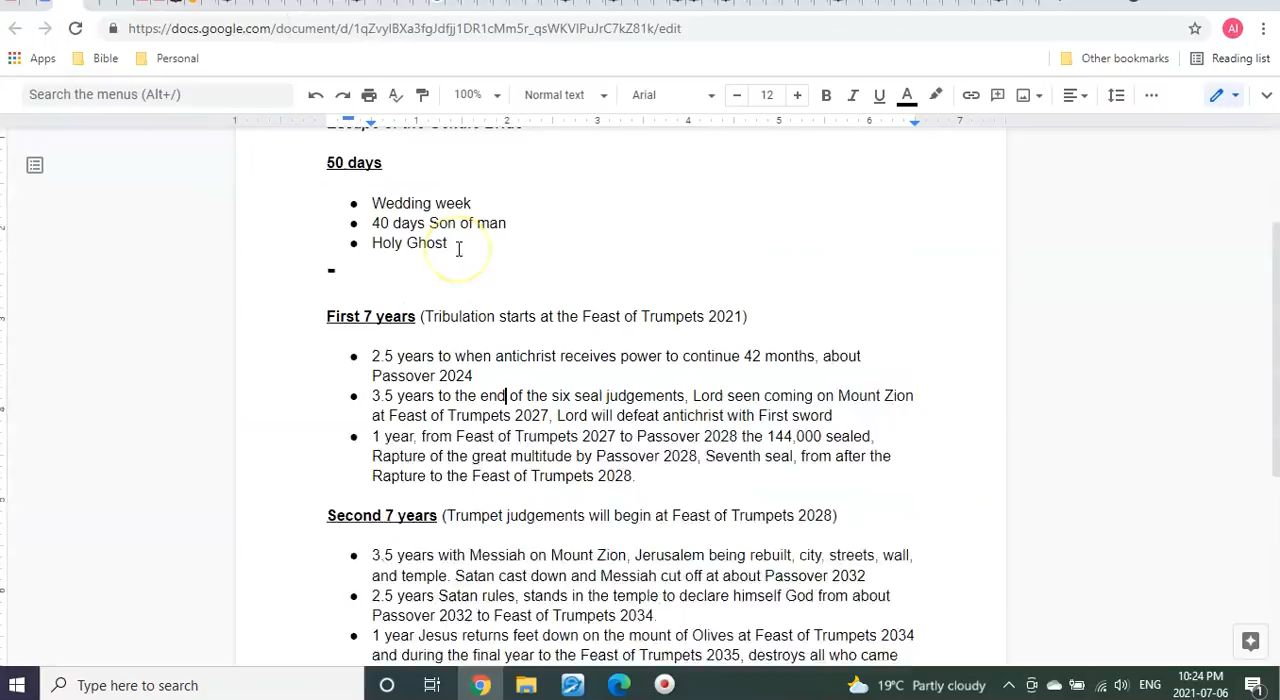 https://docs.google.com/document/d/1qZvylBXa3fgJdfjj1DR1cMm5r_qsWKVlPuJrC7kZ81k/edit
Al
Apps
Bible
Personal
Other bookmarks
Reading list
Search the menus (Alt+/)
100%
Normal text
Arial
12
B I U A
1 1 2 3 4 5 6 7
50 days
● Wedding week
● 40 days Son of man
● Holy Ghost
-
First 7 years (Tribulation starts at the Feast of Trumpets 2021)
● 2.5 years to when antichrist receives power to continue 42 months, about
Passover 2024
● 3.5 years to the end of the six seal judgements, Lord seen coming on Mount Zion
at Feast of Trumpets 2027, Lord will defeat antichrist with First sword
● 1 year, from Feast of Trumpets 2027 to Passover 2028 the 144,000 sealed,
Rapture of the great multitude by Passover 2028, Seventh seal, from after the
Rapture to the Feast of Trumpets 2028.
Second 7 years (Trumpet judgements will begin at Feast of Trumpets 2028)
● 3.5 years with Messiah on Mount Zion, Jerusalem being rebuilt, city, streets, wall,
and temple. Satan cast down and Messiah cut off at about Passover 2032
● 2.5 years Satan rules, stands in the temple to declare himself God from about
Passover 2032 to Feast of Trumpets 2034.
● 1 year Jesus returns feet down on the mount of Olives at Feast of Trumpets 2034
and during the final year to the Feast of Trumpets 2035, destroys all who came
Type here to search
19°C Partly cloudy
ENG
10:24 PM
2021-07-06